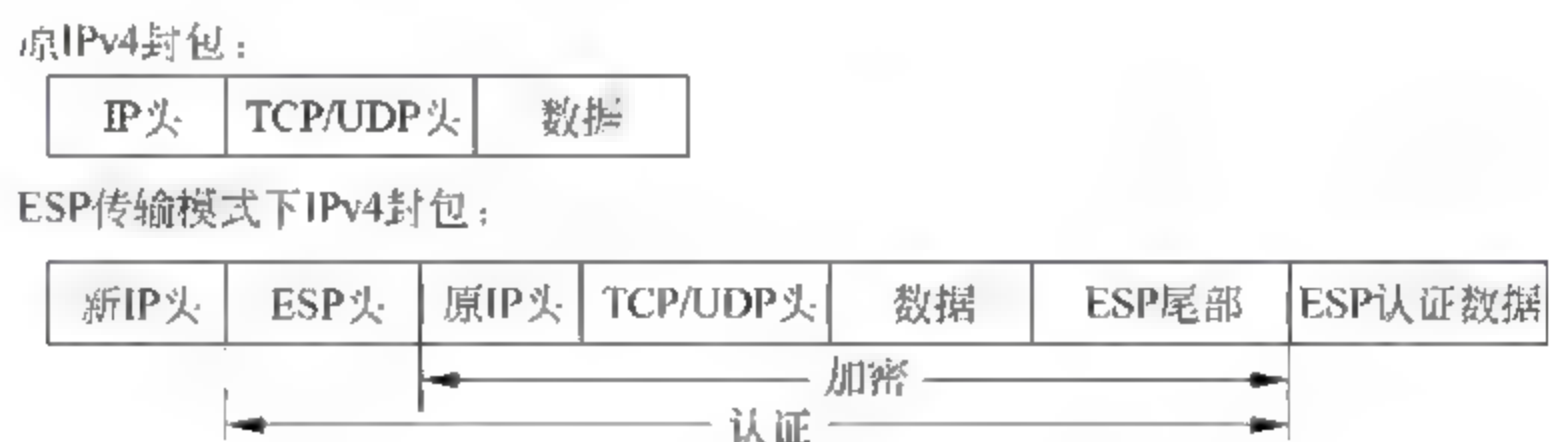 原IPv4封包：
IP头 TCP/UDP头 数据
ESP传输模式下IPv4封包：
新IP头 ESP头 原IP头 TCP/UDP头 数据 ESP尾部 ESP认证数据
加密
认证